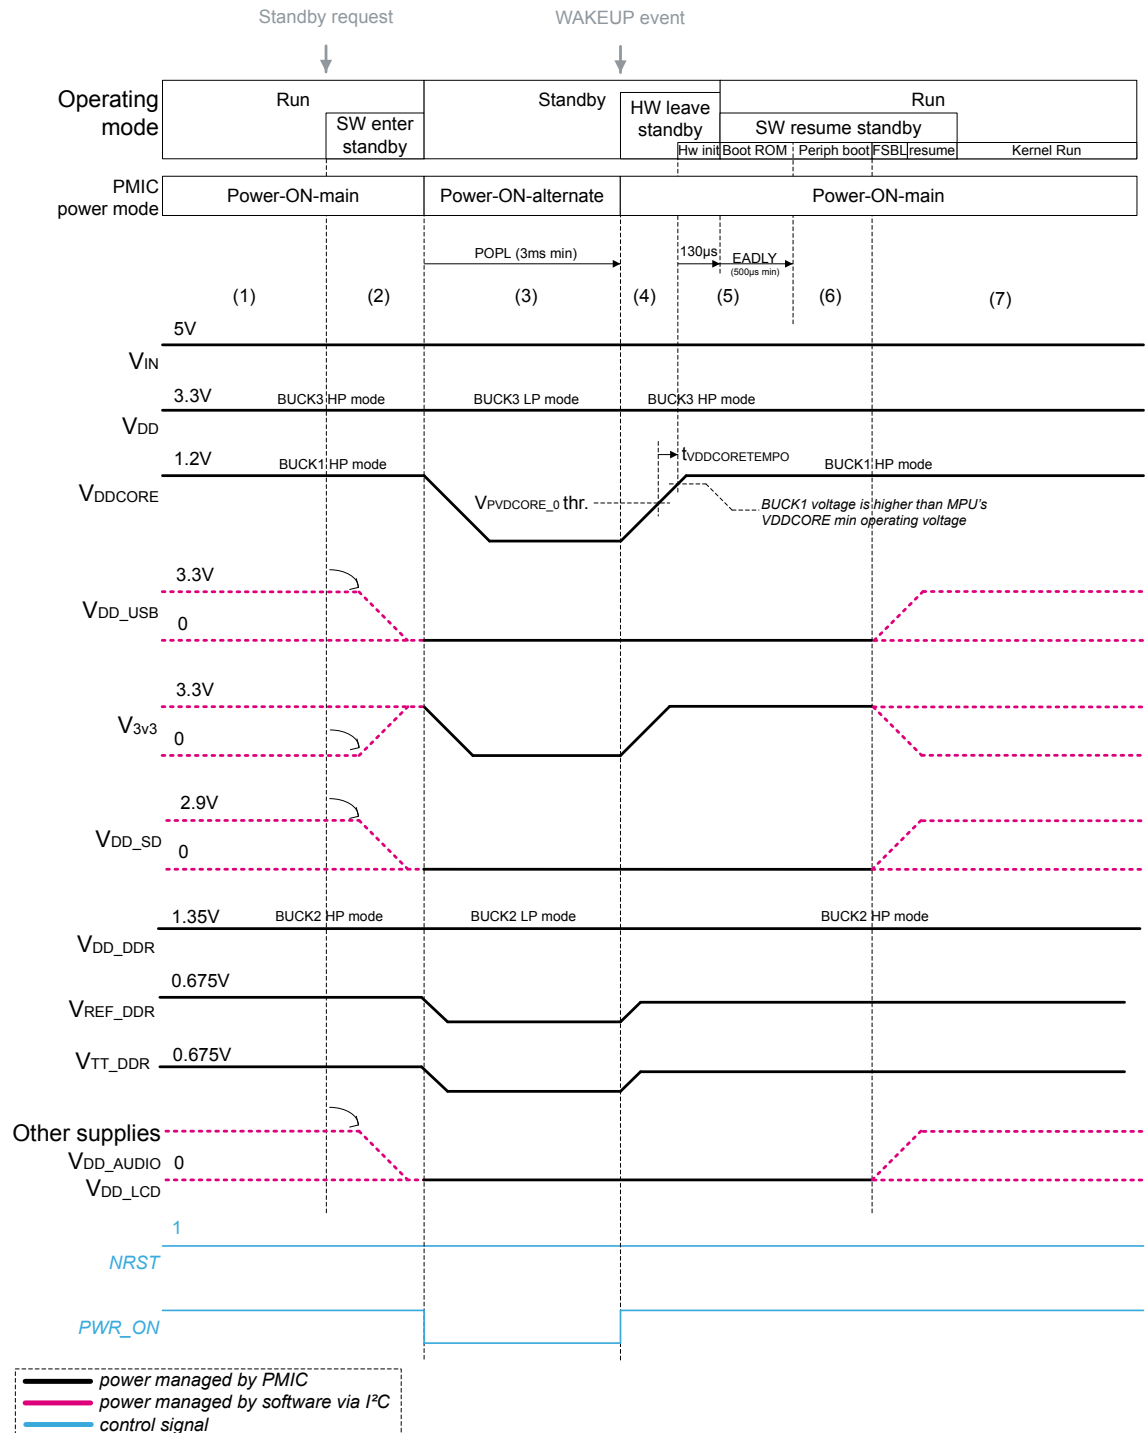 Standby request
WAKEUP event
Operating mode
Run
Standby
Run
SW enter standby
HW leave standby
SW resume standby
Hw init
Boot ROM
Periph boot
FSBL
resume
Kernel Run
PMIC power mode
Power-ON-main
Power-ON-alternate
Power-ON-main
POPL (3ms min)
130µs
EADLY
(500µs min)
(1)
(2)
(3)
(4)
(5)
(6)
(7)
5V
VIN
3.3V
BUCK3 HP mode
BUCK3 LP mode
BUCK3 HP mode
VDD
1.2V
BUCK1 HP mode
tVDDCORETEMPO
BUCK1 HP mode
VDDCORE
VPVDCORE_0 thr.
BUCK1 voltage is higher than MPU's
VDDCORE min operating voltage
3.3V
VDD_USB
0
3.3V
V3v3
0
2.9V
VDD_SD
0
1.35V
BUCK2 HP mode
BUCK2 LP mode
BUCK2 HP mode
VDD_DDR
0.675V
VREF_DDR
0.675V
VTT_DDR
Other supplies
VDD_AUDIO
0
VDD_LCD
1
NRST
PWR_ON
power managed by PMIC
power managed by software via I²C
control signal